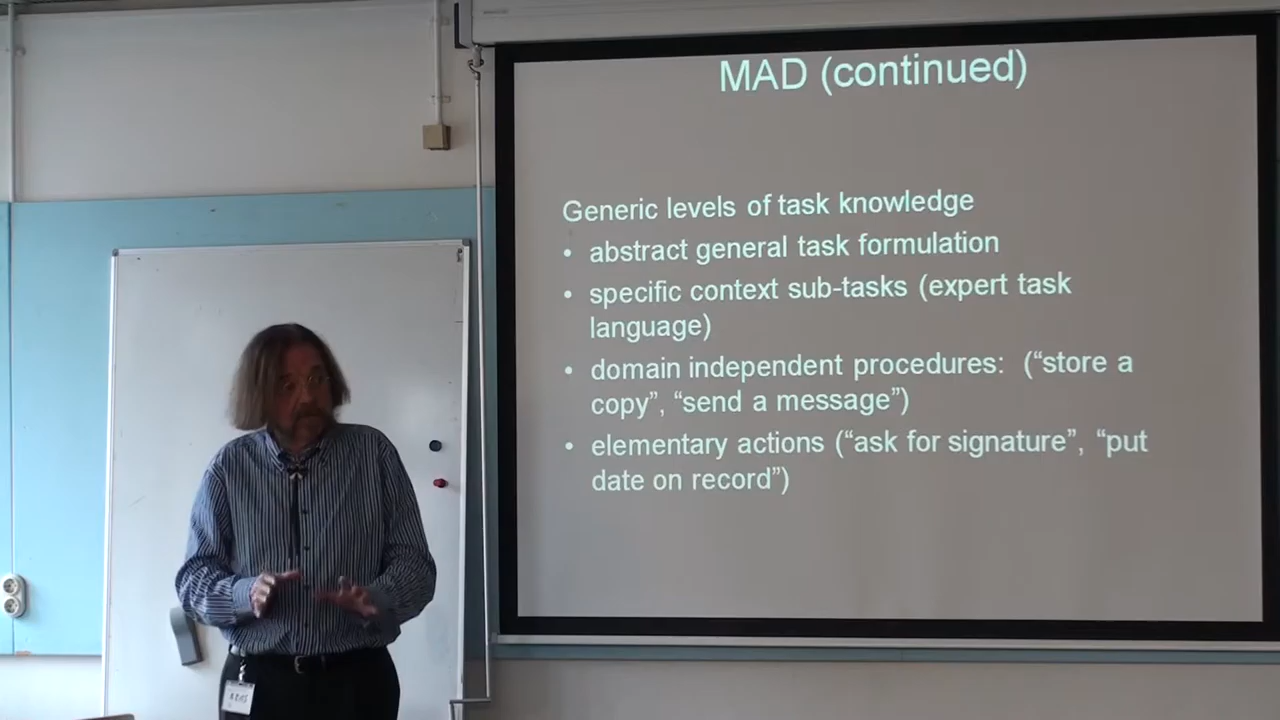 MAD (continued)
Generic levels of task knowledge
• abstract general task formulation
• specific context sub-tasks (expert task
language)
• domain independent procedures: (“store a
copy”, “send a message”)
• elementary actions (“ask for signature”, “put
date on record”)